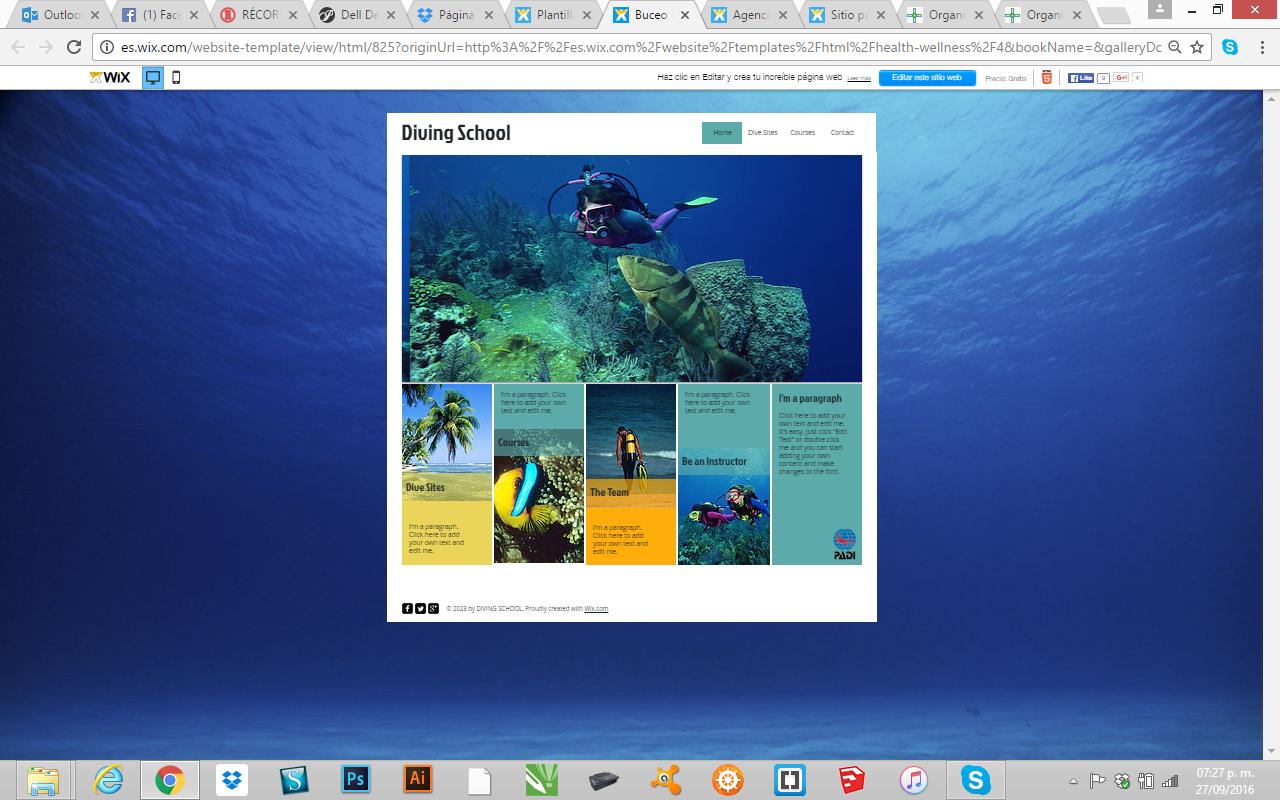 Outloo
(1) Face
RÉCOR
Dell De
Página
Plantill
Buceo
Agenci
Sitio pa
Organi
Organi
es.wix.com/website-template/view/html/825?originUrl=http%3A%2F%2Fes.wix.com%2Fwebsite%2Ftemplates%2Fhtml%2Fhealth-wellness%2F4&bookName=&galleryDo
WiX
Haz clic en Editar y crea tu increíble página web
Leer más
Editar este sitio web
Precio: Gratis
Like
9
G+1
4
Diving School
Home
Dive Sites
Courses
Contact
Dive Sites
I'm a paragraph.
Click here to add
your own text and
edit me.
I'm a paragraph. Click
here to add your own
text and edit me.
Courses
The Team
I'm a paragraph.
Click here to add
your own text and
edit me.
I'm a paragraph. Click
here to add your own
text and edit me.
Be an Instructor
I'm a paragraph
Click here to add your
own text and edit me.
It's easy, just click "Edit
Text" or double click
me and you can start
adding your own
content and make
changes to the font.
PADI
© 2023 by DIVING SCHOOL. Proudly created with Wix.com
Ps
Ai
07:27 p. m.
27/09/2016